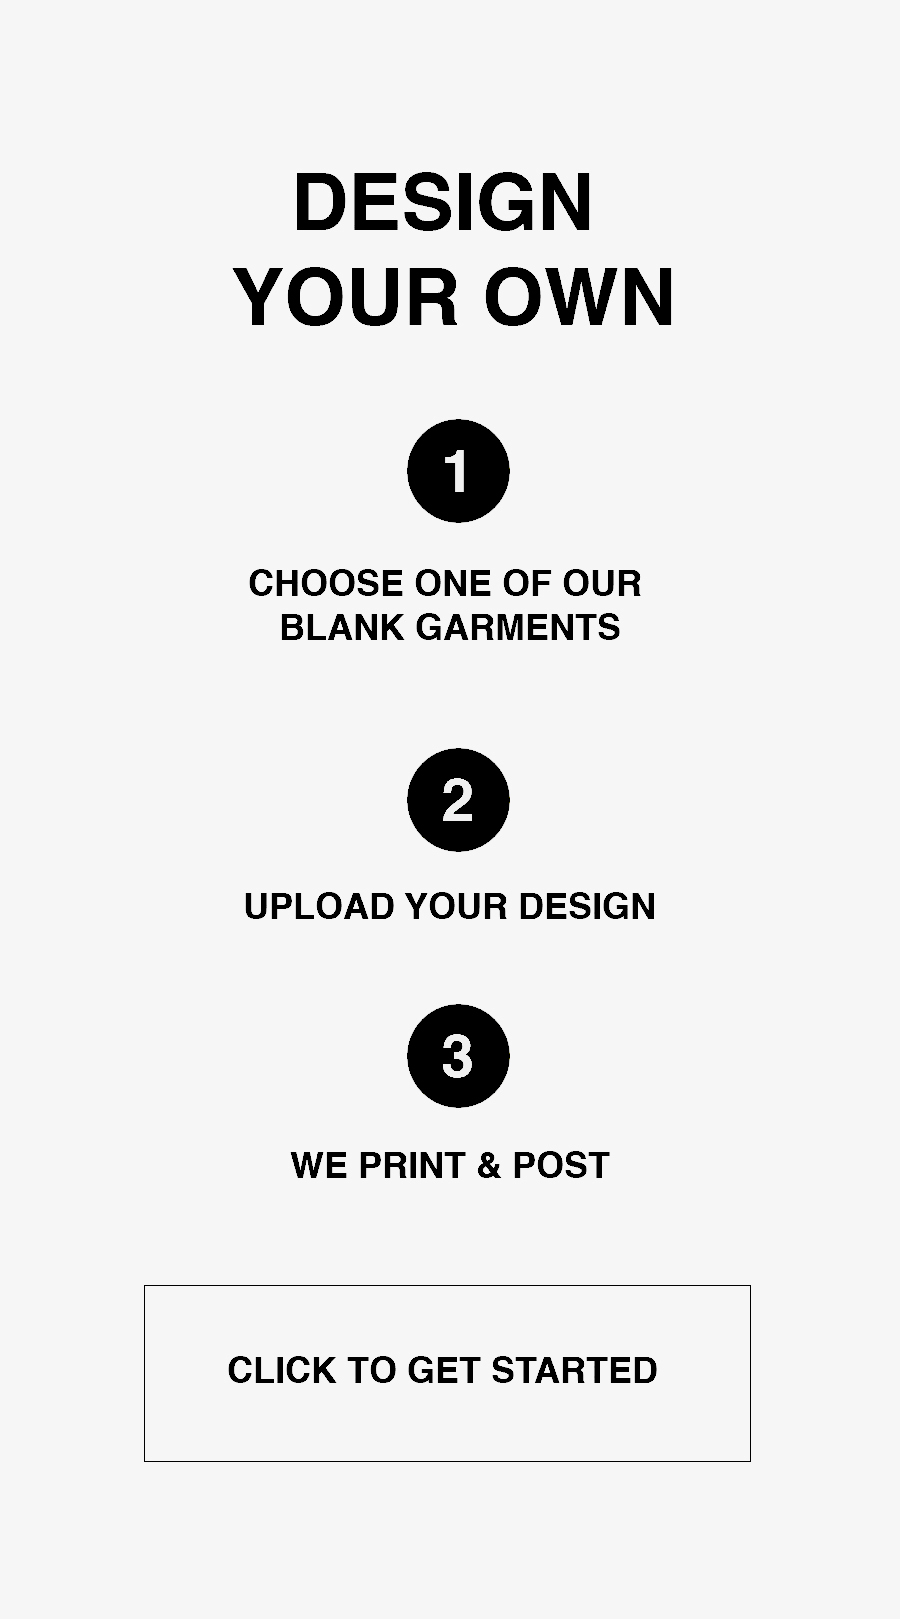 DESIGN
YOUR OWN
1
CHOOSE ONE OF OUR
BLANK GARMENTS
2
UPLOAD YOUR DESIGN
3
WE PRINT & POST
CLICK TO GET STARTED